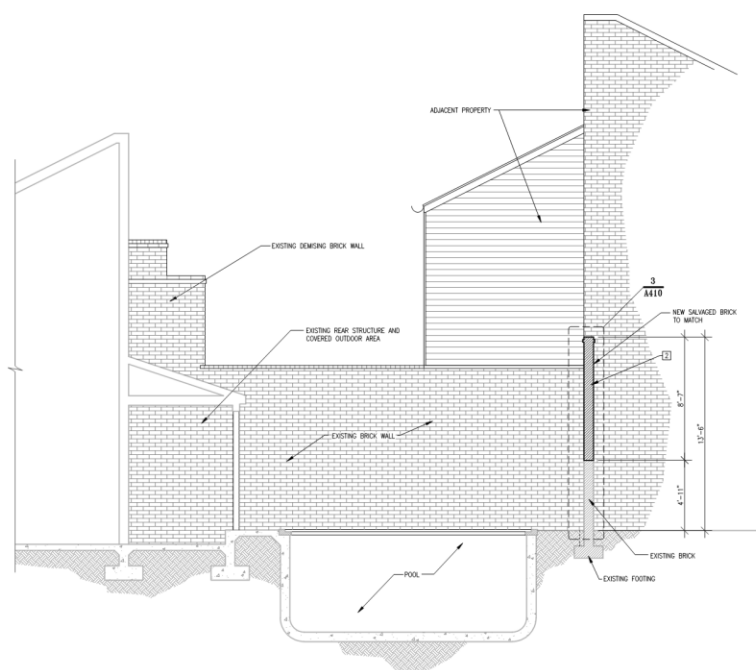 ADJACENT PROPERTY
EXISTING DEMISING BRICK WALL
3
A410
NEW SALVAGED BRICK
TO MATCH
EXISTING REAR STRUCTURE AND
COVERED OUTDOOR AREA
2
8'-7"
13'-6"
EXISTING BRICK WALL
4'-11"
EXISTING BRICK
POOL
EXISTING FOOTING